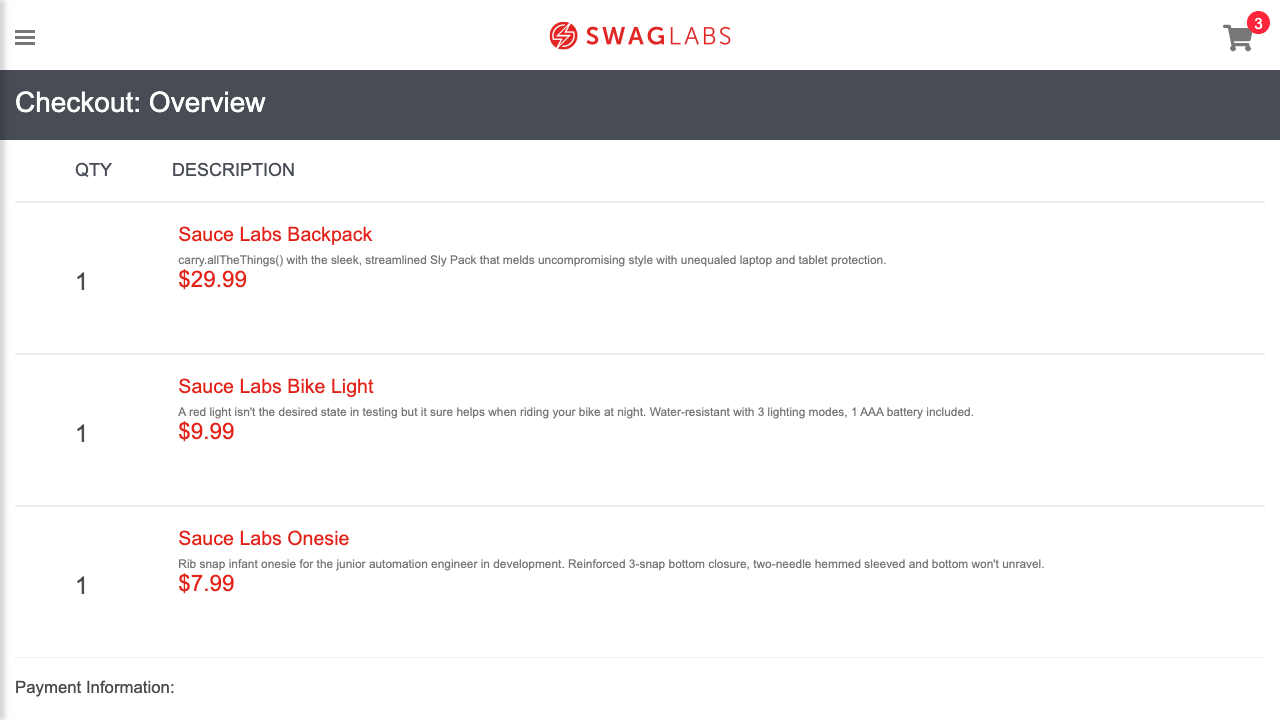 SWAGLABS
3
Checkout: Overview
QTY DESCRIPTION
Sauce Labs Backpack
carry.allTheThings() with the sleek, streamlined Sly Pack that melds uncompromising style with unequaled laptop and tablet protection.
1
$29.99
Sauce Labs Bike Light
A red light isn't the desired state in testing but it sure helps when riding your bike at night. Water-resistant with 3 lighting modes, 1 AAA battery included.
1
$9.99
Sauce Labs Onesie
Rib snap infant onesie for the junior automation engineer in development. Reinforced 3-snap bottom closure, two-needle hemmed sleeved and bottom won't unravel.
1
$7.99
Payment Information: